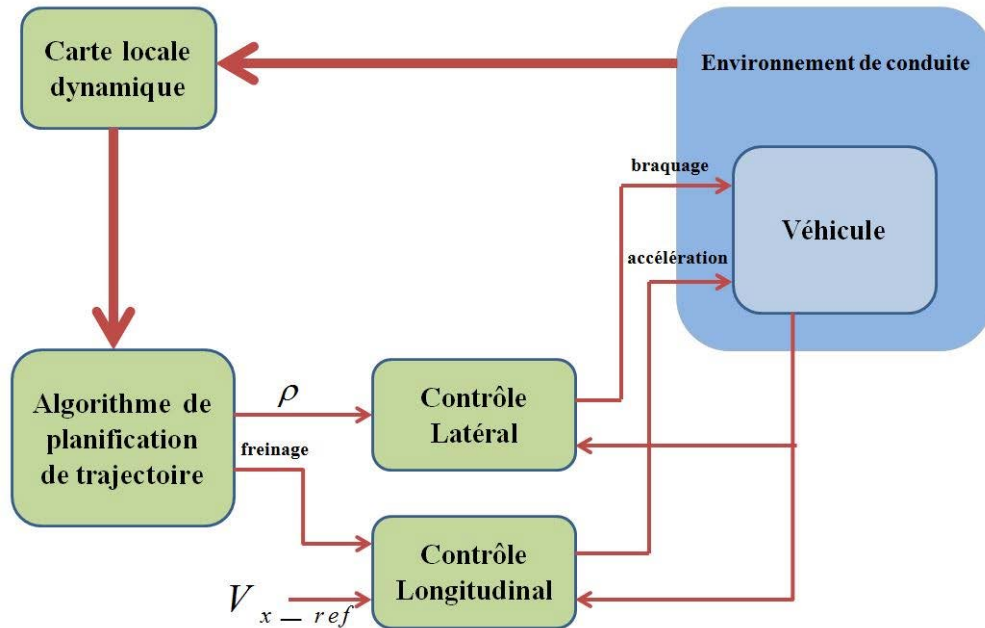 Carte locale
dynamique
Environnement de conduite
braquage
Véhicule
accélération
Algorithme de
planification
de trajectoire
ρ
freinage
Contrôle
Latéral
Contrôle
Longitudinal
V x _ ref